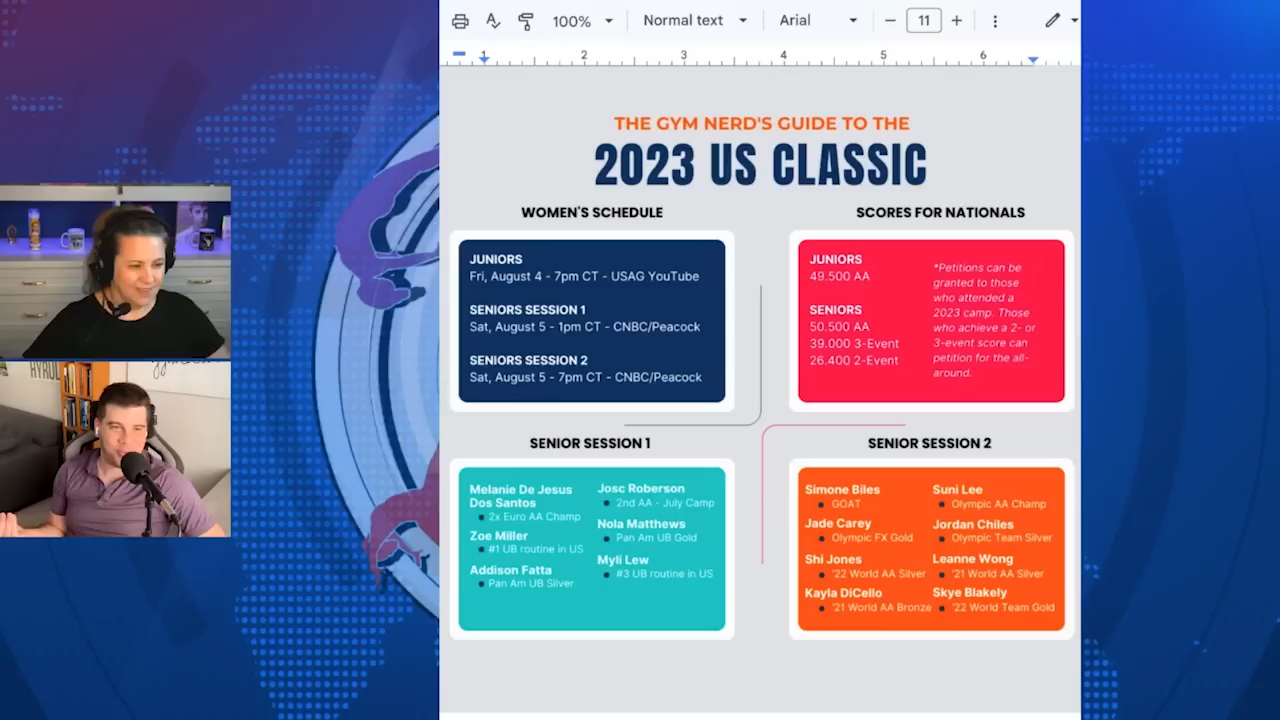 100%
Normal text
Arial
11
1 2 3 4 5 6
THE GYM NERD'S GUIDE TO THE
2023 US CLASSIC
WOMEN'S SCHEDULE
JUNIORS
Fri, August 4 - 7pm CT - USAG YouTube
SENIORS SESSION 1
Sat, August 5 - 1pm CT - CNBC/Peacock
SENIORS SESSION 2
Sat, August 5 - 7pm CT - CNBC/Peacock
SCORES FOR NATIONALS
JUNIORS
49.500 AA
SENIORS
50.500 AA
39.000 3-Event
26.400 2-Event
*Petitions can be
granted to those
who attended a
2023 camp. Those
who achieve a 2- or
3-event score can
petition for the all-
around.
SENIOR SESSION 1
Melanie De Jesus
Dos Santos
2x Euro AA Champ
Zoe Miller
#1 UB routine in US
Addison Fatta
Pan Am UB Silver
Josc Roberson
2nd AA - July Camp
Nola Matthews
Pan Am UB Gold
Myli Lew
#3 UB routine in US
SENIOR SESSION 2
Simone Biles
GOAT
Jade Carey
Olympic FX Gold
Shi Jones
'22 World AA Silver
Kayla DiCello
'21 World AA Bronze
Suni Lee
Olympic AA Champ
Jordan Chiles
Olympic Team Silver
Leanne Wong
'21 World AA Silver
Skye Blakely
'22 World Team Gold